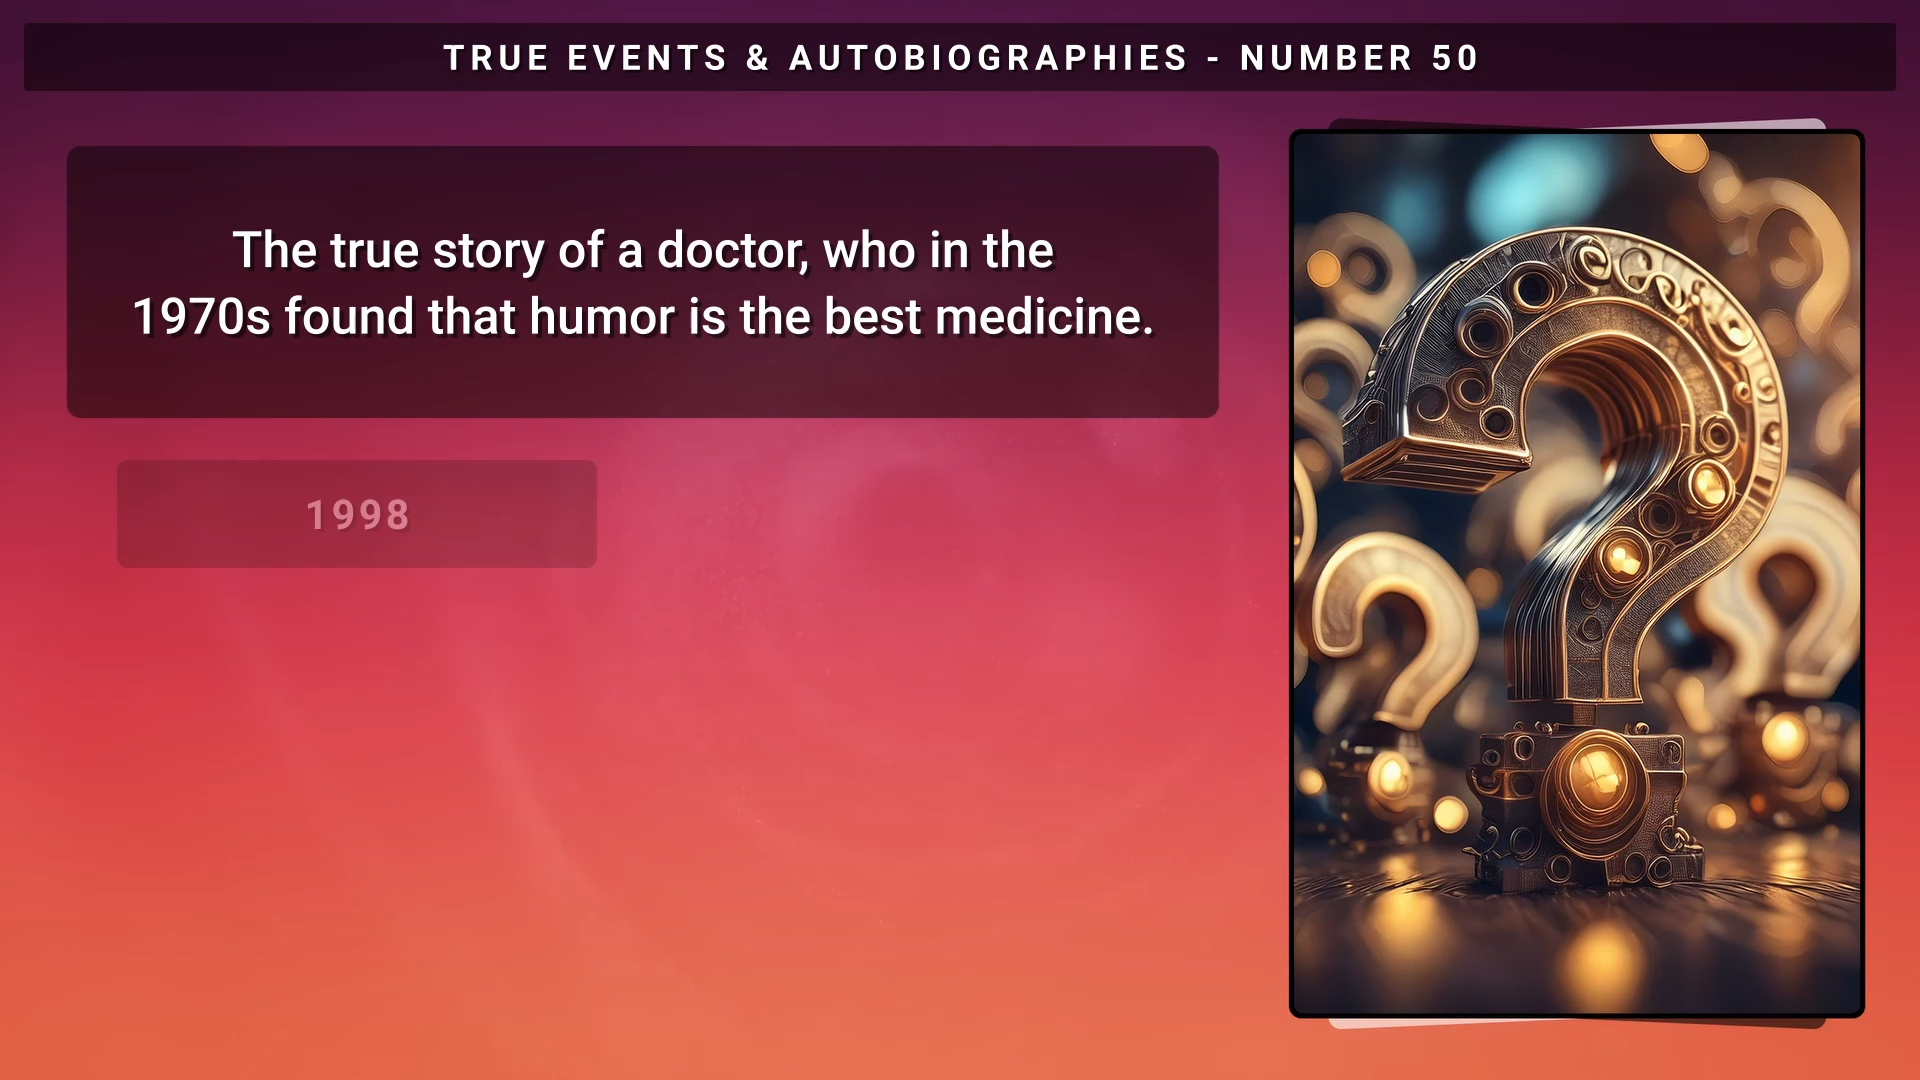 TRUE EVENTS & AUTOBIOGRAPHIES - NUMBER 50
The true story of a doctor, who in the
1970s found that humor is the best medicine.
1998